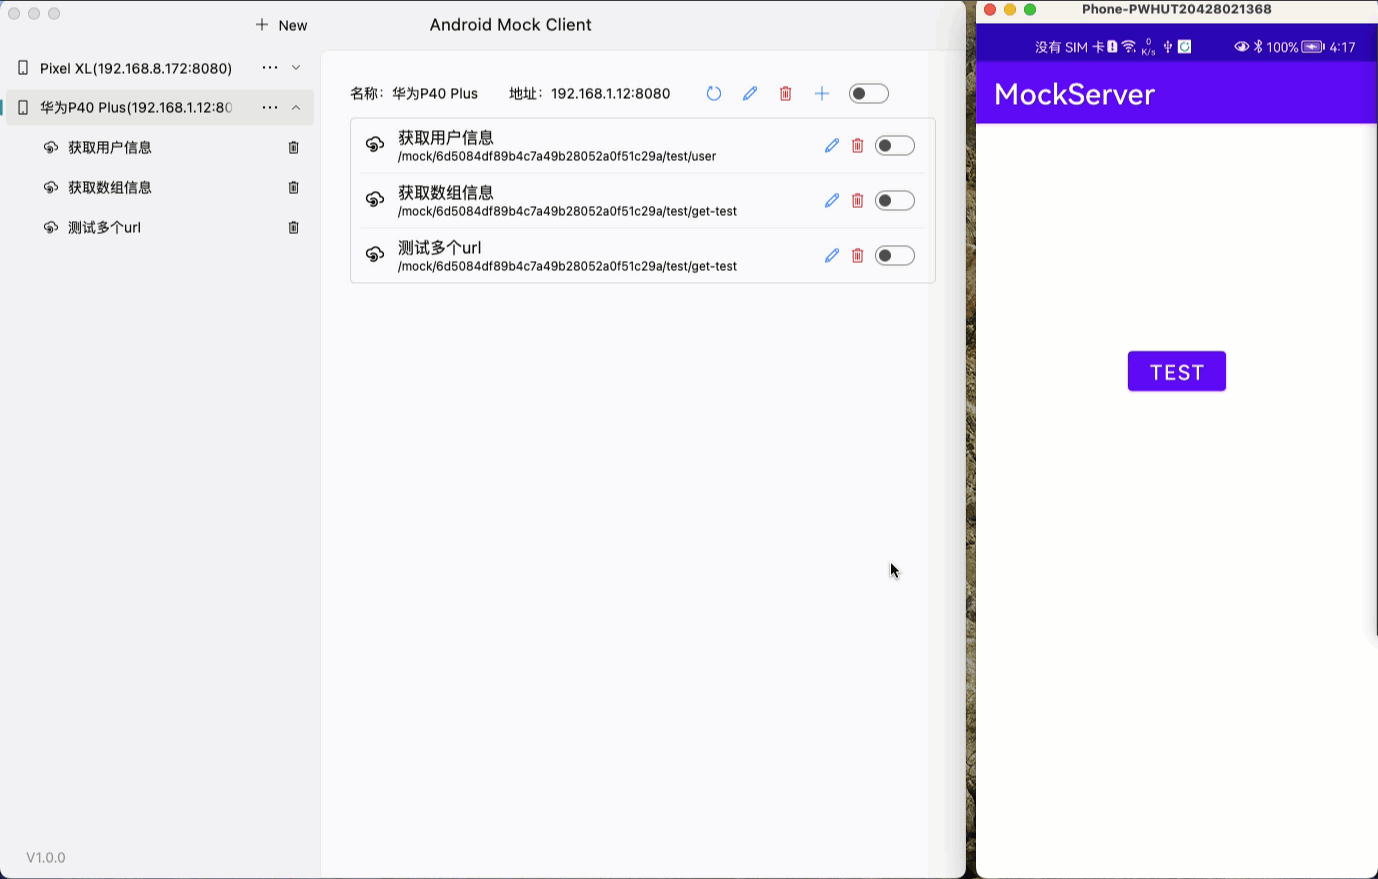 New
Android Mock Client
Pixel XL(192.168.8.172:8080)
华为P40 Plus(192.168.1.12:80
获取用户信息
获取数组信息
测试多个url
V1.0.0
名称：华为P40 Plus 地址：192.168.1.12:8080
获取用户信息
/mock/6d5084df89b4c7a49b28052a0f51c29a/test/user
获取数组信息
/mock/6d5084df89b4c7a49b28052a0f51c29a/test/get-test
测试多个url
/mock/6d5084df89b4c7a49b28052a0f51c29a/test/get-test
Phone-PWHUT20428021368
没有 SIM 卡 0 K/s 100% 4:17
MockServer
TEST